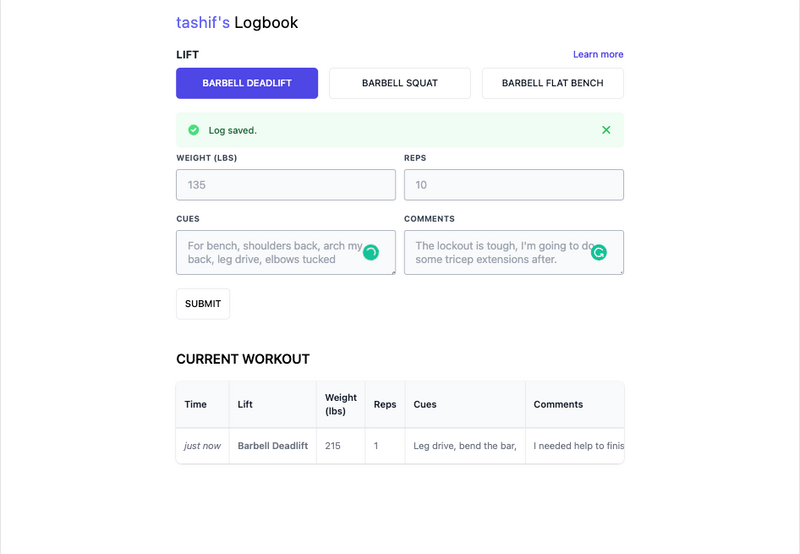 tashif's Logbook
LIFT
Learn more
BARBELL DEADLIFT
BARBELL SQUAT
BARBELL FLAT BENCH
Log saved.
WEIGHT (LBS)
REPS
135
10
CUES
COMMENTS
For bench, shoulders back, arch my
back, leg drive, elbows tucked
The lockout is tough, I'm going to do
some tricep extensions after.
SUBMIT
CURRENT WORKOUT
Time
Lift
Weight
(lbs)
Reps
Cues
Comments
just now
Barbell Deadlift
215
1
Leg drive, bend the bar,
I needed help to finis